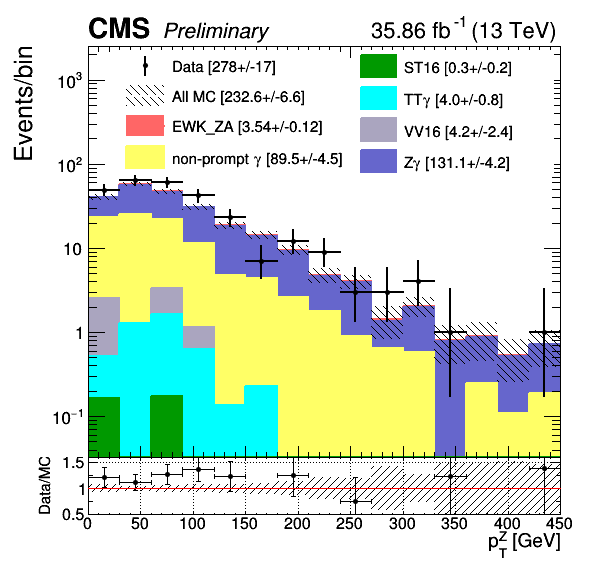 CMS Preliminary 35.86 fb⁻¹ (13 TeV)
Events/bin
Data [278+/-17]
All MC [232.6+/-6.6]
EWK_ZA [3.54+/-0.12]
non-prompt γ [89.5+/-4.5]
ST16 [0.3+/-0.2]
TTγ [4.0+/-0.8]
VV16 [4.2+/-2.4]
Zγ [131.1+/-4.2]
10³
10²
10
1
10⁻¹
Data/MC
1.5
1
0.5
0 50 100 150 200 250 300 350 400 450
p_T^Z [GeV]